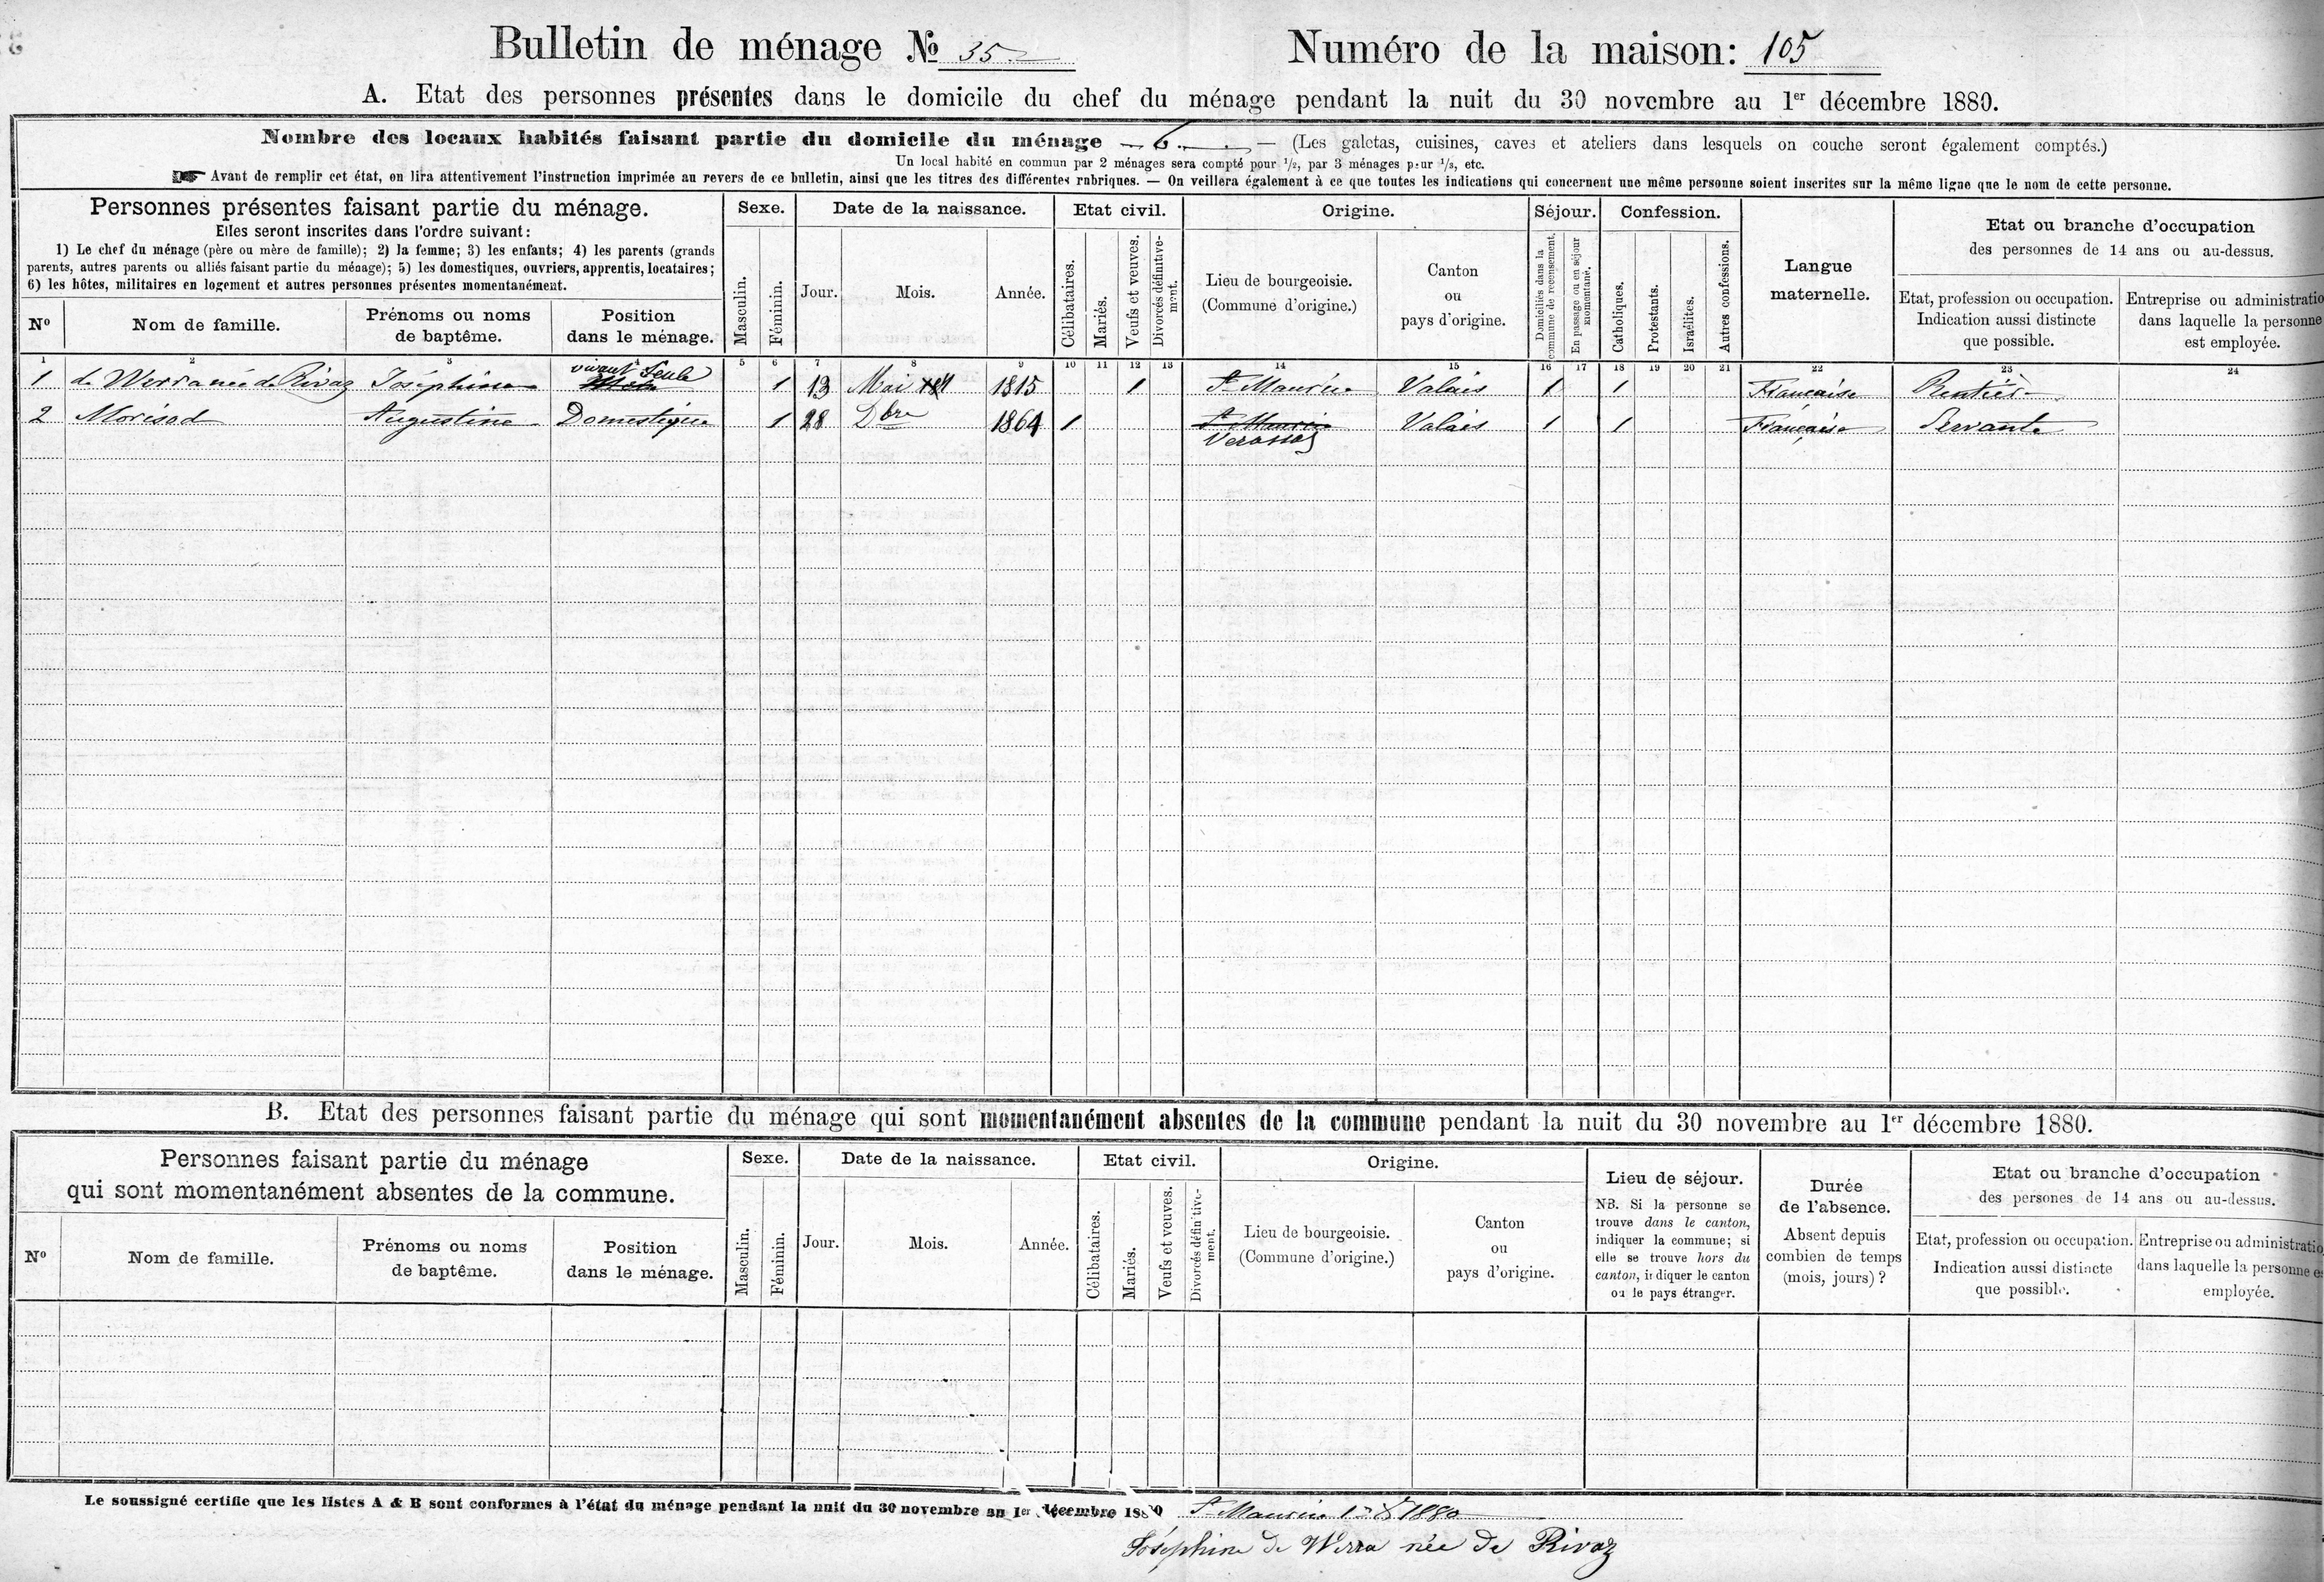 Bulletin de ménage No 35 Numéro de la maison: 105
A. Etat des personnes présentes dans le domicile du chef du ménage pendant la nuit du 30 novembre au 1er décembre 1880.
Nombre des locaux habités faisant partie du domicile du ménage — 6. — (Les galetas, cuisines, caves et ateliers dans lesquels on couche seront également comptés.)
Un local habité en commun par 2 ménages sera compté pour 1/2, par 3 ménages pour 1/3, etc.
☛ Avant de remplir cet état, on lira attentivement l'instruction imprimée au revers de ce bulletin, ainsi que les titres des différentes rubriques. — On veillera également à ce que toutes les indications qui concernent une même personne soient inscrites sur la même ligne que le nom de cette personne.
Personnes présentes faisant partie du ménage.
Elles seront inscrites dans l'ordre suivant:
1) Le chef du ménage (père ou mère de famille); 2) la femme; 3) les enfants; 4) les parents (grands
parents, autres parents ou alliés faisant partie du ménage); 5) les domestiques, ouvriers, apprentis, locataires;
6) les hôtes, militaires en logement et autres personnes présentes momentanément.
No
Nom de famille.
Prénoms ou noms
de baptême.
Position
dans le ménage.
Sexe.
Masculin.
Féminin.
Date de la naissance.
Jour.
Mois.
Année.
Etat civil.
Célibataires.
Mariés.
Veufs et veuves.
Divorcés définitive-
ment.
Origine.
Lieu de bourgeoisie.
(Commune d'origine.)
Canton
ou
pays d'origine.
Séjour.
Domiciliés dans la
commune de recensement.
En passage ou en séjour
momentané.
Confession.
Catholiques.
Protestants.
Israélites.
Autres confessions.
Langue
maternelle.
Etat ou branche d'occupation
des personnes de 14 ans ou au-dessus.
Etat, profession ou occupation.
Indication aussi distincte
que possible.
Entreprise ou administratio
dans laquelle la personne
est employée.
1 2 3 4 5 6 7 8 9 10 11 12 13 14 15 16 17 18 19 20 21 22 23 24
vivant Seule
1 de Werra née de Rivaz Joséphine 1 13 Mai 1815 1 St Maurice Valais 1 1 Française Rentière
2 Morisod Augustine Domestique 1 28 Dbre 1864 1 St Maurice Valais 1 1 Française Servante
Verossaz
B. Etat des personnes faisant partie du ménage qui sont momentanément absentes de la commune pendant la nuit du 30 novembre au 1er décembre 1880.
Personnes faisant partie du ménage
qui sont momentanément absentes de la commune.
No
Nom de famille.
Prénoms ou noms
de baptême.
Position
dans le ménage.
Sexe.
Masculin.
Féminin.
Date de la naissance.
Jour.
Mois.
Année.
Etat civil.
Célibataires.
Mariés.
Veufs et veuves.
Divorcés définitive-
ment.
Origine.
Lieu de bourgeoisie.
(Commune d'origine.)
Canton
ou
pays d'origine.
Lieu de séjour.
NB. Si la personne se
trouve dans le canton,
indiquer la commune; si
elle se trouve hors du
canton, indiquer le canton
ou le pays étranger.
Durée
de l'absence.
Absent depuis
combien de temps
(mois, jours) ?
Etat ou branche d'occupation
des persones de 14 ans ou au-dessus.
Etat, profession ou occupation.
Indication aussi distincte
que possible.
Entreprise ou administratio
dans laquelle la personne e
employée.
Le soussigné certifie que les listes A & B sont conformes à l'état du ménage pendant la nuit du 30 novembre au 1er décembre 1880 St Maurice 1880
Joséphine de Werra née de Rivaz